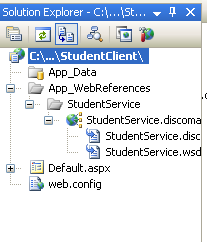 Solution Explorer - C:\...\St...
C:\...\StudentClient\
App_Data
App_WebReferences
StudentService
StudentService.discoma
StudentService.disc
StudentService.wsd
Default.aspx
web.config